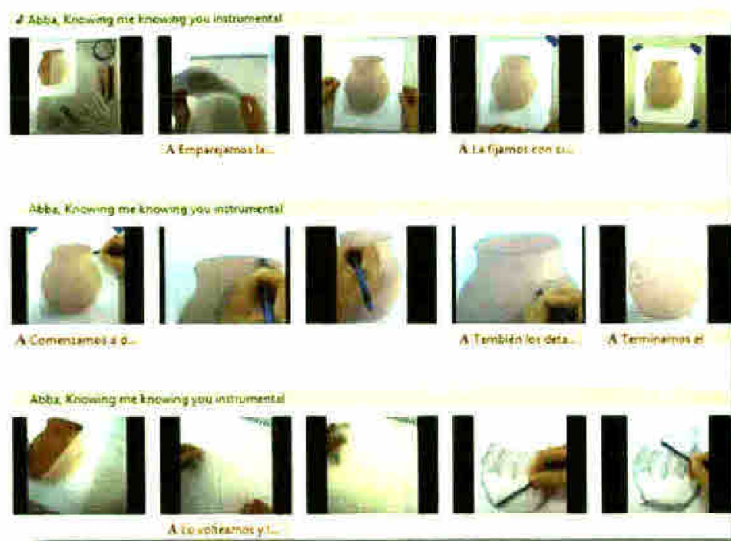 Abba, Knowing me knowing you instrumental
A Emparejamos la...
A La fijamos con ci...
Abba, Knowing me knowing you instrumental
A Comenzamos a d...
A También los deta...
A Terminamos el
Abba, Knowing me knowing you instrumental
A Lo volteamos y l...